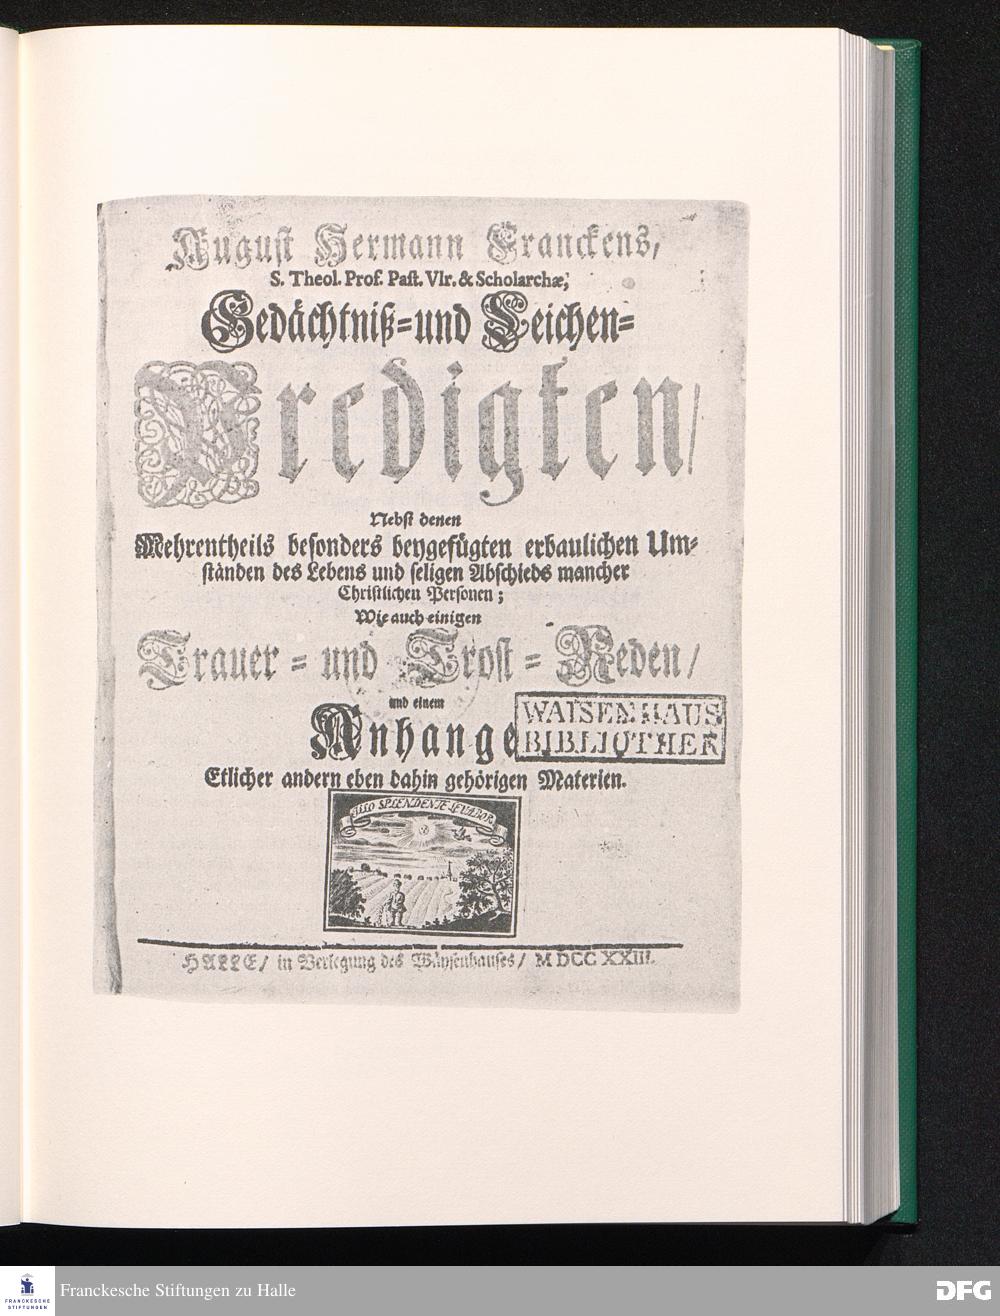 August Hermann Franckens,
S. Theol. Prof. Past. Vlr. & Scholarchæ,
Gedächtniß-und Leichen-
Predigten/
Nebst denen
Mehrentheils besonders beygefügten erbaulichen Um-
ständen des Lebens und seligen Abschieds mancher
Christlichen Personen;
Wie auch einigen
Trauer- und Trost-Reden/
und einem
Anhange
WAISENHAUS
BIBLIOTHEK
Etlicher andern eben dahin gehörigen Materien.
ILLO SPLENDENTE LEVABOR
HALLE/ in Verlegung des Wäysenhauses/ MDCCXXIII.
FRANCKESCHE
STIFTUNGEN
Franckesche Stiftungen zu Halle
DFG